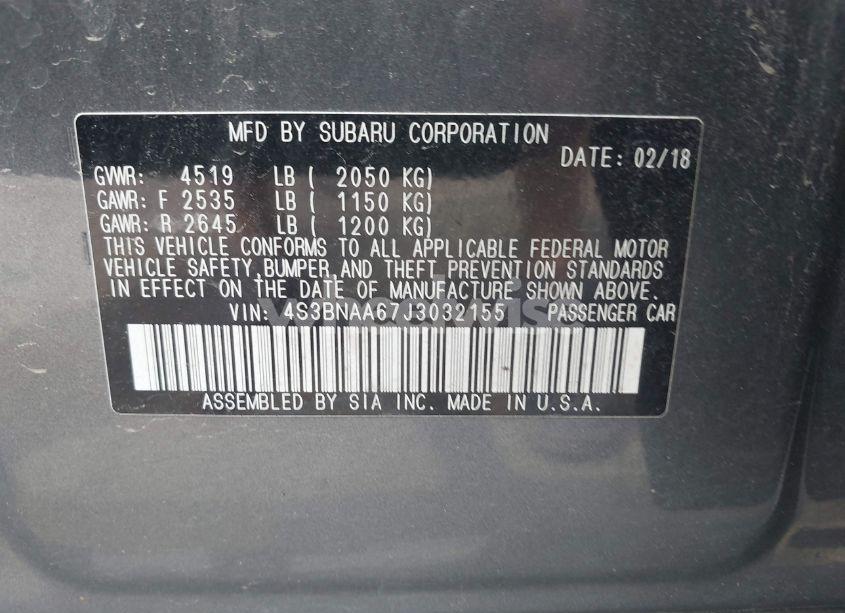 MFD BY SUBARU CORPORATION
DATE: 02/18
GVWR: 4519 LB ( 2050 KG)
GAWR: F 2535 LB ( 1150 KG)
GAWR: R 2645 LB ( 1200 KG)
THIS VEHICLE CONFORMS TO ALL APPLICABLE FEDERAL MOTOR
VEHICLE SAFETY, BUMPER, AND THEFT PREVENTION STANDARDS
IN EFFECT ON THE DATE OF MANUFACTURE SHOWN ABOVE.
VIN: 4S3BNAA67J3032155 PASSENGER CAR
ASSEMBLED BY SIA INC. MADE IN U.S.A.